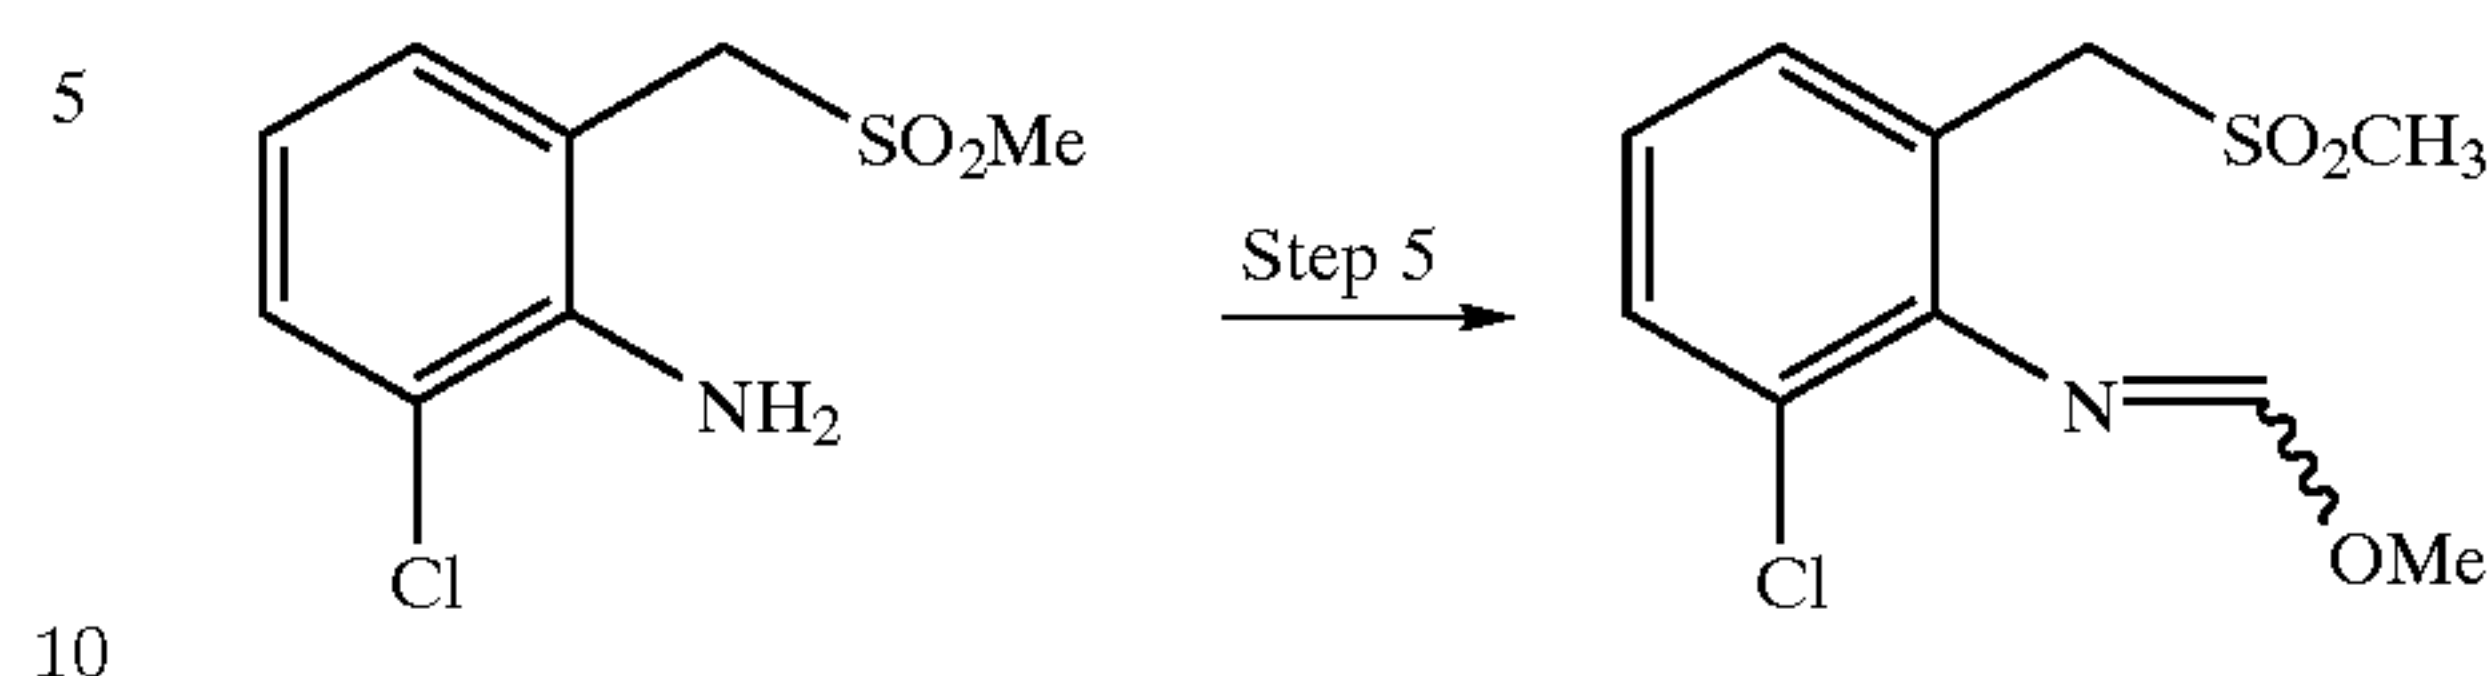 5
SO₂Me
SO₂CH₃
Step 5
NH₂
N
OMe
Cl
Cl
10